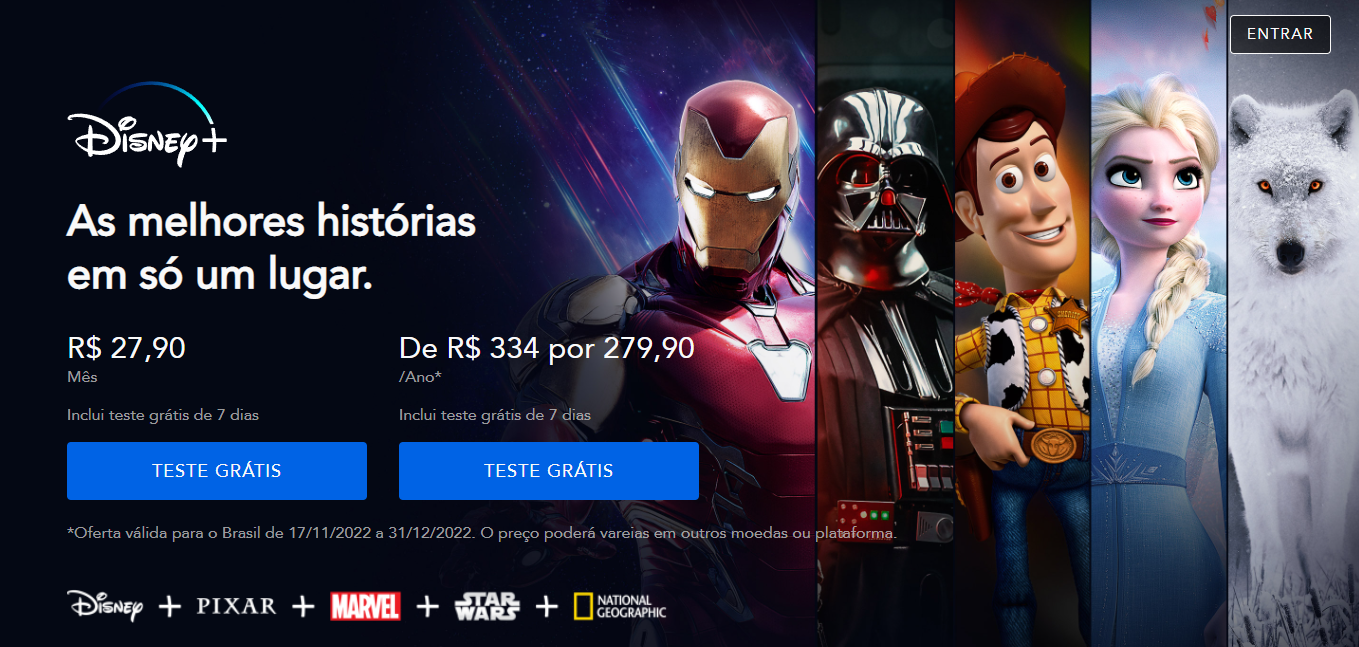 ENTRAR
Disney+
As melhores histórias
em só um lugar.
R$ 27,90
Mês
Inclui teste grátis de 7 dias
TESTE GRÁTIS
De R$ 334 por 279,90
/Ano*
Inclui teste grátis de 7 dias
TESTE GRÁTIS
*Oferta válida para o Brasil de 17/11/2022 a 31/12/2022. O preço poderá vareias em outros moedas ou plataforma.
Disney + PIXAR + MARVEL + STAR WARS + NATIONAL GEOGRAPHIC
SHERIFF